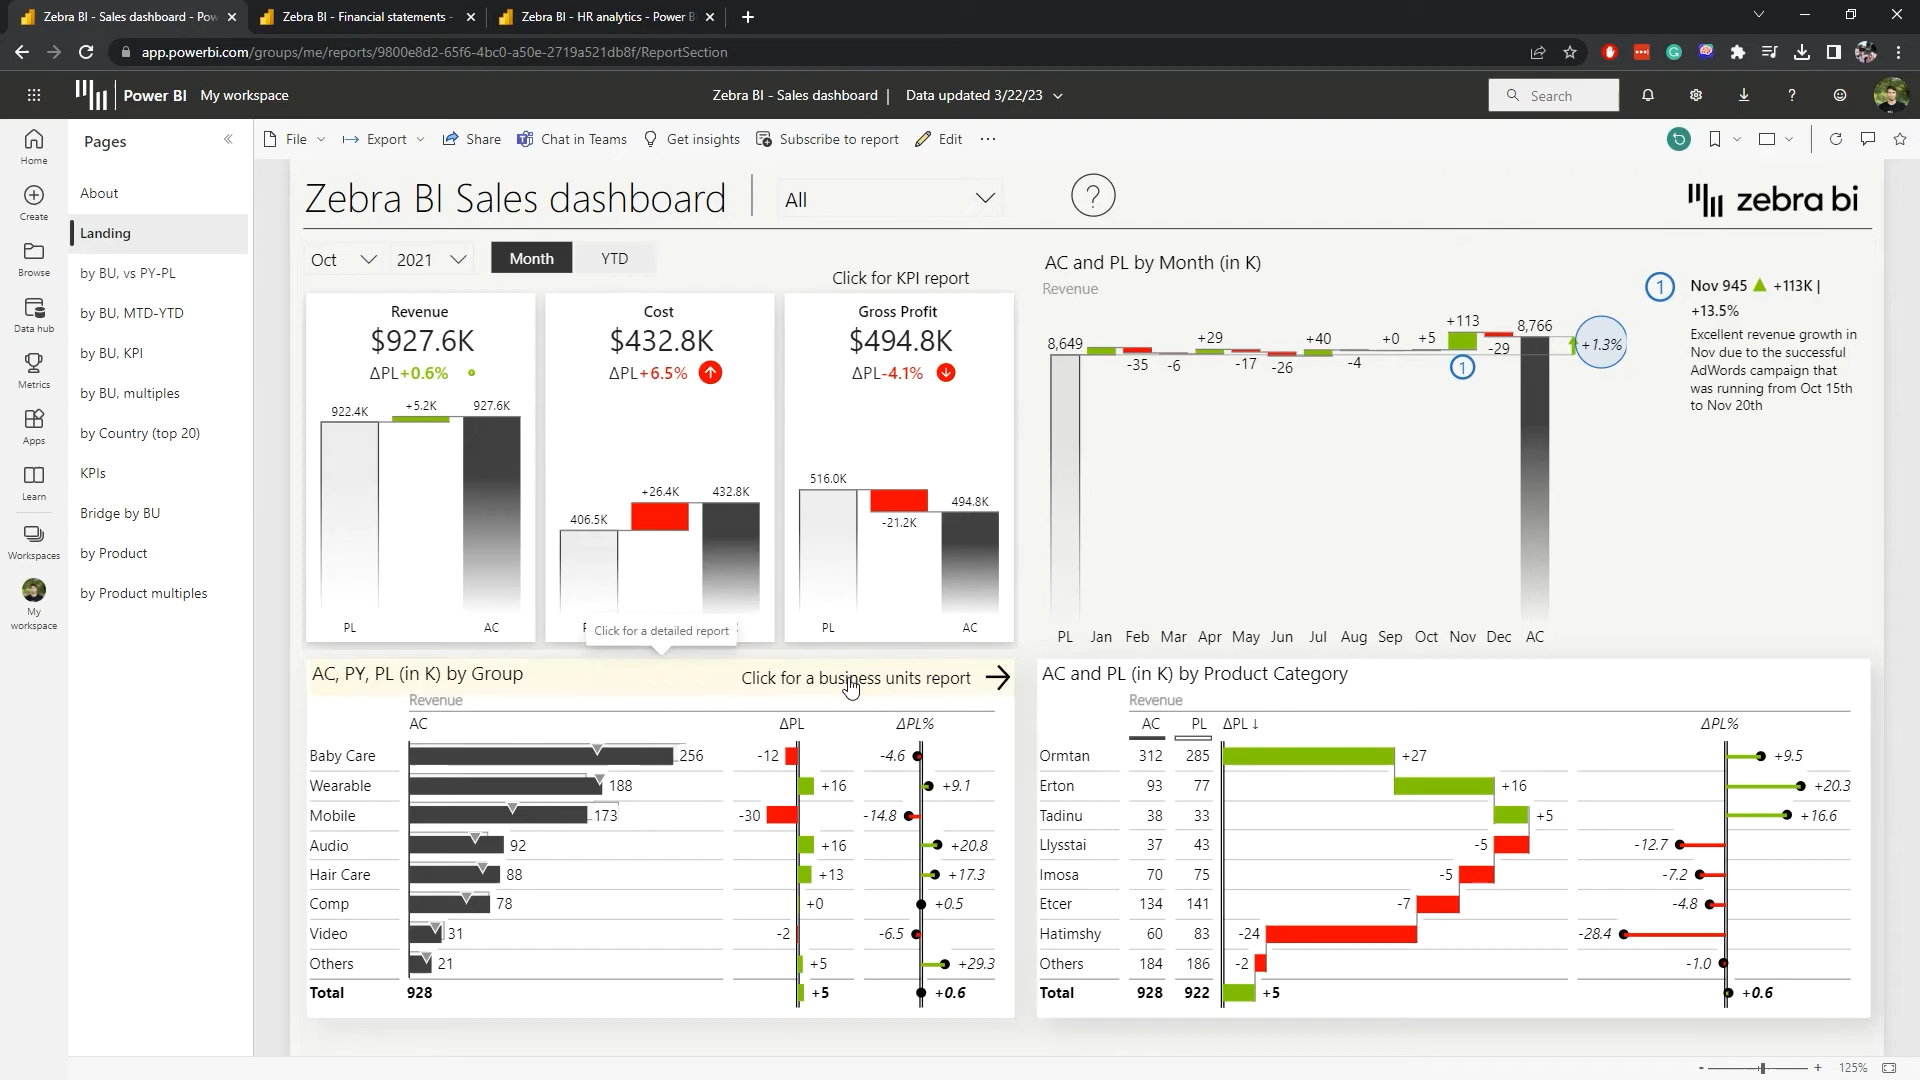 Zebra BI - Sales dashboard - Pow
Zebra BI - Financial statements -
Zebra BI - HR analytics - Power B
app.powerbi.com/groups/me/reports/9800e8d2-65f6-4bc0-a50e-2719a521db8f/ReportSection
Power BI My workspace
Zebra BI - Sales dashboard | Data updated 3/22/23
Search
Home
Create
Browse
Data hub
Metrics
Apps
Learn
Workspaces
My
workspace
Pages
About
Landing
by BU, vs PY-PL
by BU, MTD-YTD
by BU, KPI
by BU, multiples
by Country (top 20)
KPIs
Bridge by BU
by Product
by Product multiples
File Export Share Chat in Teams Get insights Subscribe to report Edit ...
Zebra BI Sales dashboard
All
?
zebra bi
Oct 2021 Month YTD
Click for KPI report
Revenue
$927.6K
ΔPL+0.6%
922.4K +5.2K 927.6K
PL AC
Cost
$432.8K
ΔPL+6.5%
406.5K +26.4K 432.8K
Click for a detailed report
Gross Profit
$494.8K
ΔPL-4.1%
516.0K -21.2K 494.8K
PL AC
AC and PL by Month (in K)
Revenue
8,649 -35 -6 +29 -17 -26 +40 -4 +0 +5 +113 -29 8,766 +1.3%
1
PL Jan Feb Mar Apr May Jun Jul Aug Sep Oct Nov Dec AC
1 Nov 945 ▲ +113K |
+13.5%
Excellent revenue growth in
Nov due to the successful
AdWords campaign that
was running from Oct 15th
to Nov 20th
AC, PY, PL (in K) by Group
Click for a business units report
Revenue
AC ΔPL ΔPL%
Baby Care 256 -12 -4.6
Wearable 188 +16 +9.1
Mobile 173 -30 -14.8
Audio 92 +16 +20.8
Hair Care 88 +13 +17.3
Comp 78 +0 +0.5
Video 31 -2 -6.5
Others 21 +5 +29.3
Total 928 +5 +0.6
AC and PL (in K) by Product Category
Revenue
AC PL ΔPL ↓ ΔPL%
Ormtan 312 285 +27 +9.5
Erton 93 77 +16 +20.3
Tadinu 38 33 +5 +16.6
Llysstai 37 43 -5 -12.7
Imosa 70 75 -5 -7.2
Etcer 134 141 -7 -4.8
Hatimshy 60 83 -24 -28.4
Others 184 186 -2 -1.0
Total 928 922 +5 +0.6
- + 125%